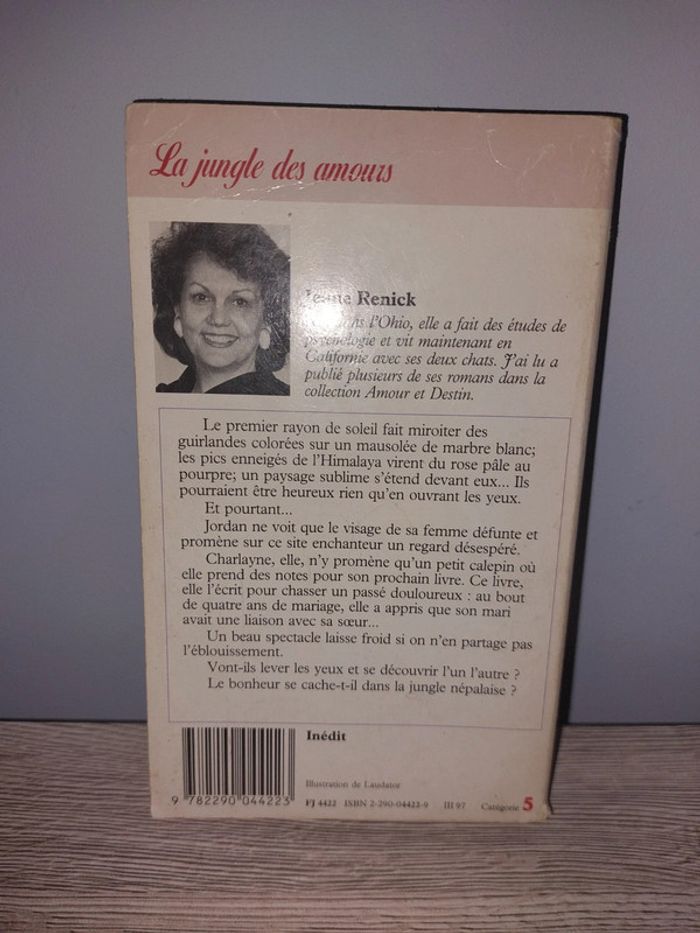 La jungle des amours
Renick
l'Ohio, elle a fait des études de
psychologie et vit maintenant en
Californie avec ses deux chats. J'ai lu a
publié plusieurs de ses romans dans la
collection Amour et Destin.
Le premier rayon de soleil fait miroiter des
guirlandes colorées sur un mausolée de marbre blanc;
les pics enneigés de l'Himalaya virent du rose pâle au
pourpre; un paysage sublime s'étend devant eux... Ils
pourraient être heureux rien qu'en ouvrant les yeux.
Et pourtant...
Jordan ne voit que le visage de sa femme défunte et
promène sur ce site enchanteur un regard désespéré.
Charlayne, elle, n'y promène qu'un petit calepin où
elle prend des notes pour son prochain livre. Ce livre,
elle l'écrit pour chasser un passé douloureux : au bout
de quatre ans de mariage, elle a appris que son mari
avait une liaison avec sa sœur...
Un beau spectacle laisse froid si on n'en partage pas
l'éblouissement.
Vont-ils lever les yeux et se découvrir l'un l'autre ?
Le bonheur se cache-t-il dans la jungle népalaise ?
Inédit
Illustration de Laudator
9 782290 044223
FJ 4422 ISBN 2-290-04422-9 III 97 Catégorie 5